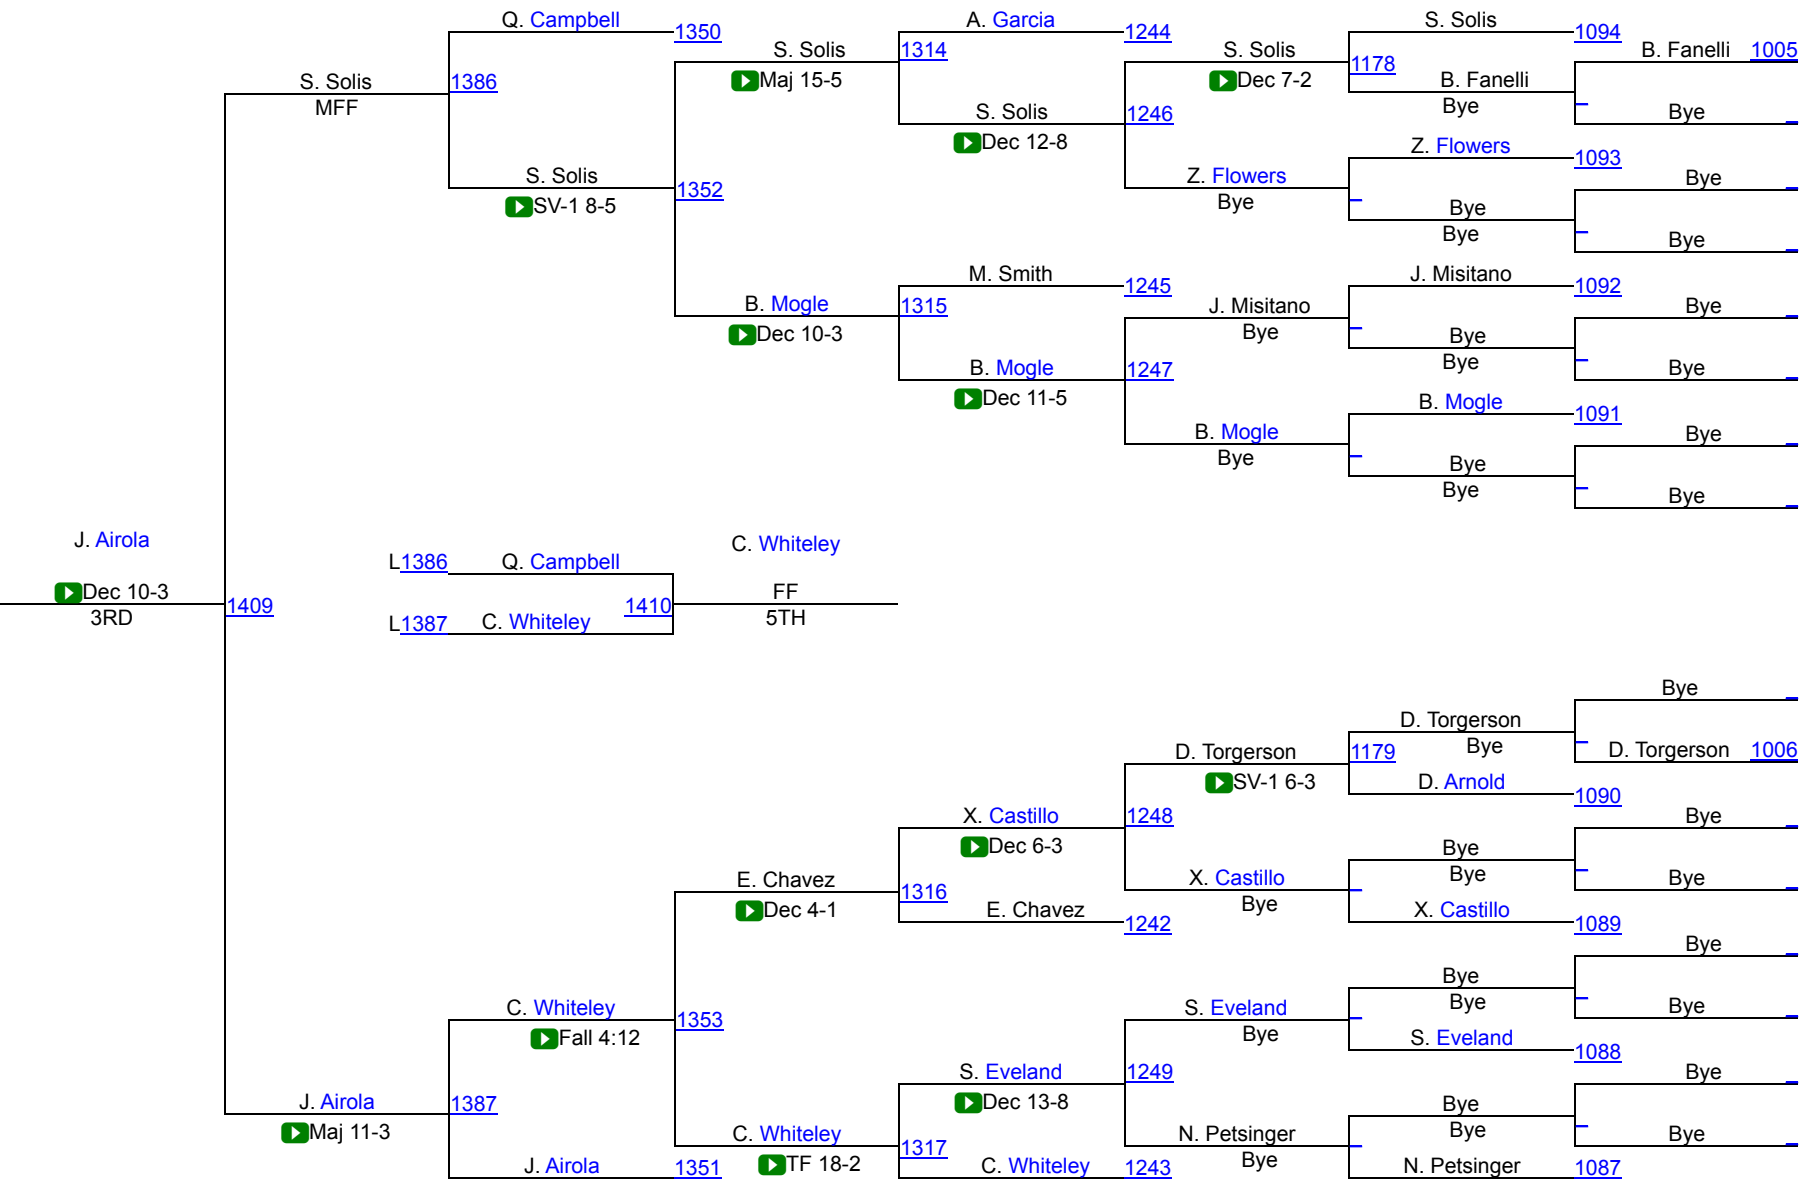 Q. Campbell
1350
A. Garcia
1244
S. Solis
1094
S. Solis
Maj 15-5
1314
S. Solis
Dec 7-2
1178
B. Fanelli 1005
S. Solis
MFF
1386
B. Fanelli
Bye
Bye
S. Solis
Dec 12-8
1246
Z. Flowers
1093
S. Solis
SV-1 8-5
1352
Z. Flowers
Bye
Bye
Bye
Bye
Bye
M. Smith
1245
J. Misitano
1092
B. Mogle
Dec 10-3
1315
J. Misitano
Bye
Bye
Bye
Bye
Bye
B. Mogle
Dec 11-5
1247
B. Mogle
1091
B. Mogle
Bye
Bye
Bye
Bye
Bye
J. Airola
Dec 10-3
3RD
1409
L1386 Q. Campbell
L1387 C. Whiteley
1410
C. Whiteley
FF
5TH
Bye
D. Torgerson
Bye
D. Torgerson 1006
D. Torgerson
SV-1 6-3
1179
D. Arnold
1090
X. Castillo
Dec 6-3
1248
Bye
Bye
Bye
Bye
E. Chavez
Dec 4-1
1316
X. Castillo
Bye
E. Chavez
1242
X. Castillo
1089
Bye
Bye
Bye
Bye
C. Whiteley
Fall 4:12
1353
S. Eveland
Bye
S. Eveland
1088
S. Eveland
Dec 13-8
1249
Bye
J. Airola
Maj 11-3
1387
Bye
Bye
Bye
C. Whiteley
TF 18-2
1317
N. Petsinger
Bye
J. Airola
1351
C. Whiteley
1243
N. Petsinger
1087